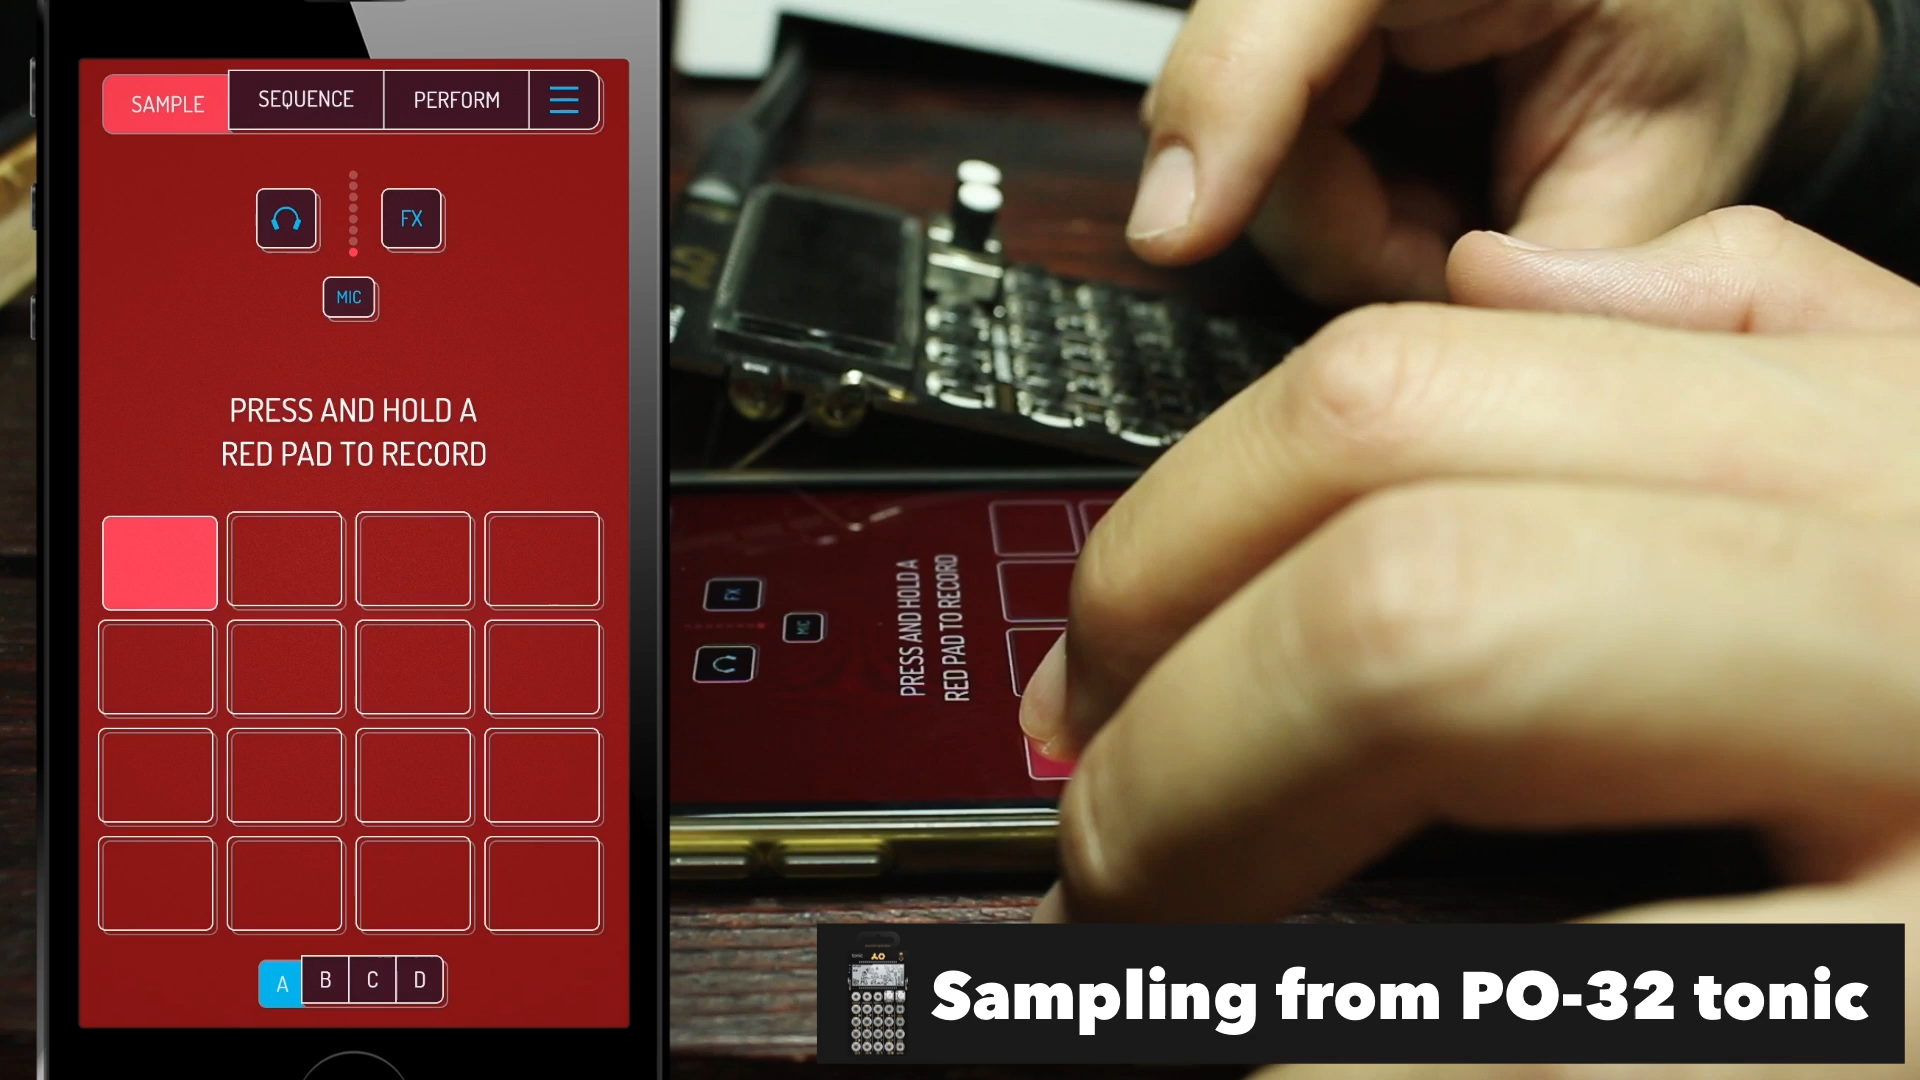 SAMPLE SEQUENCE PERFORM
FX
MIC
PRESS AND HOLD A
RED PAD TO RECORD
A B C D
FX
MIC
PRESS AND HOLD A
RED PAD TO RECORD
Sampling from PO-32 tonic